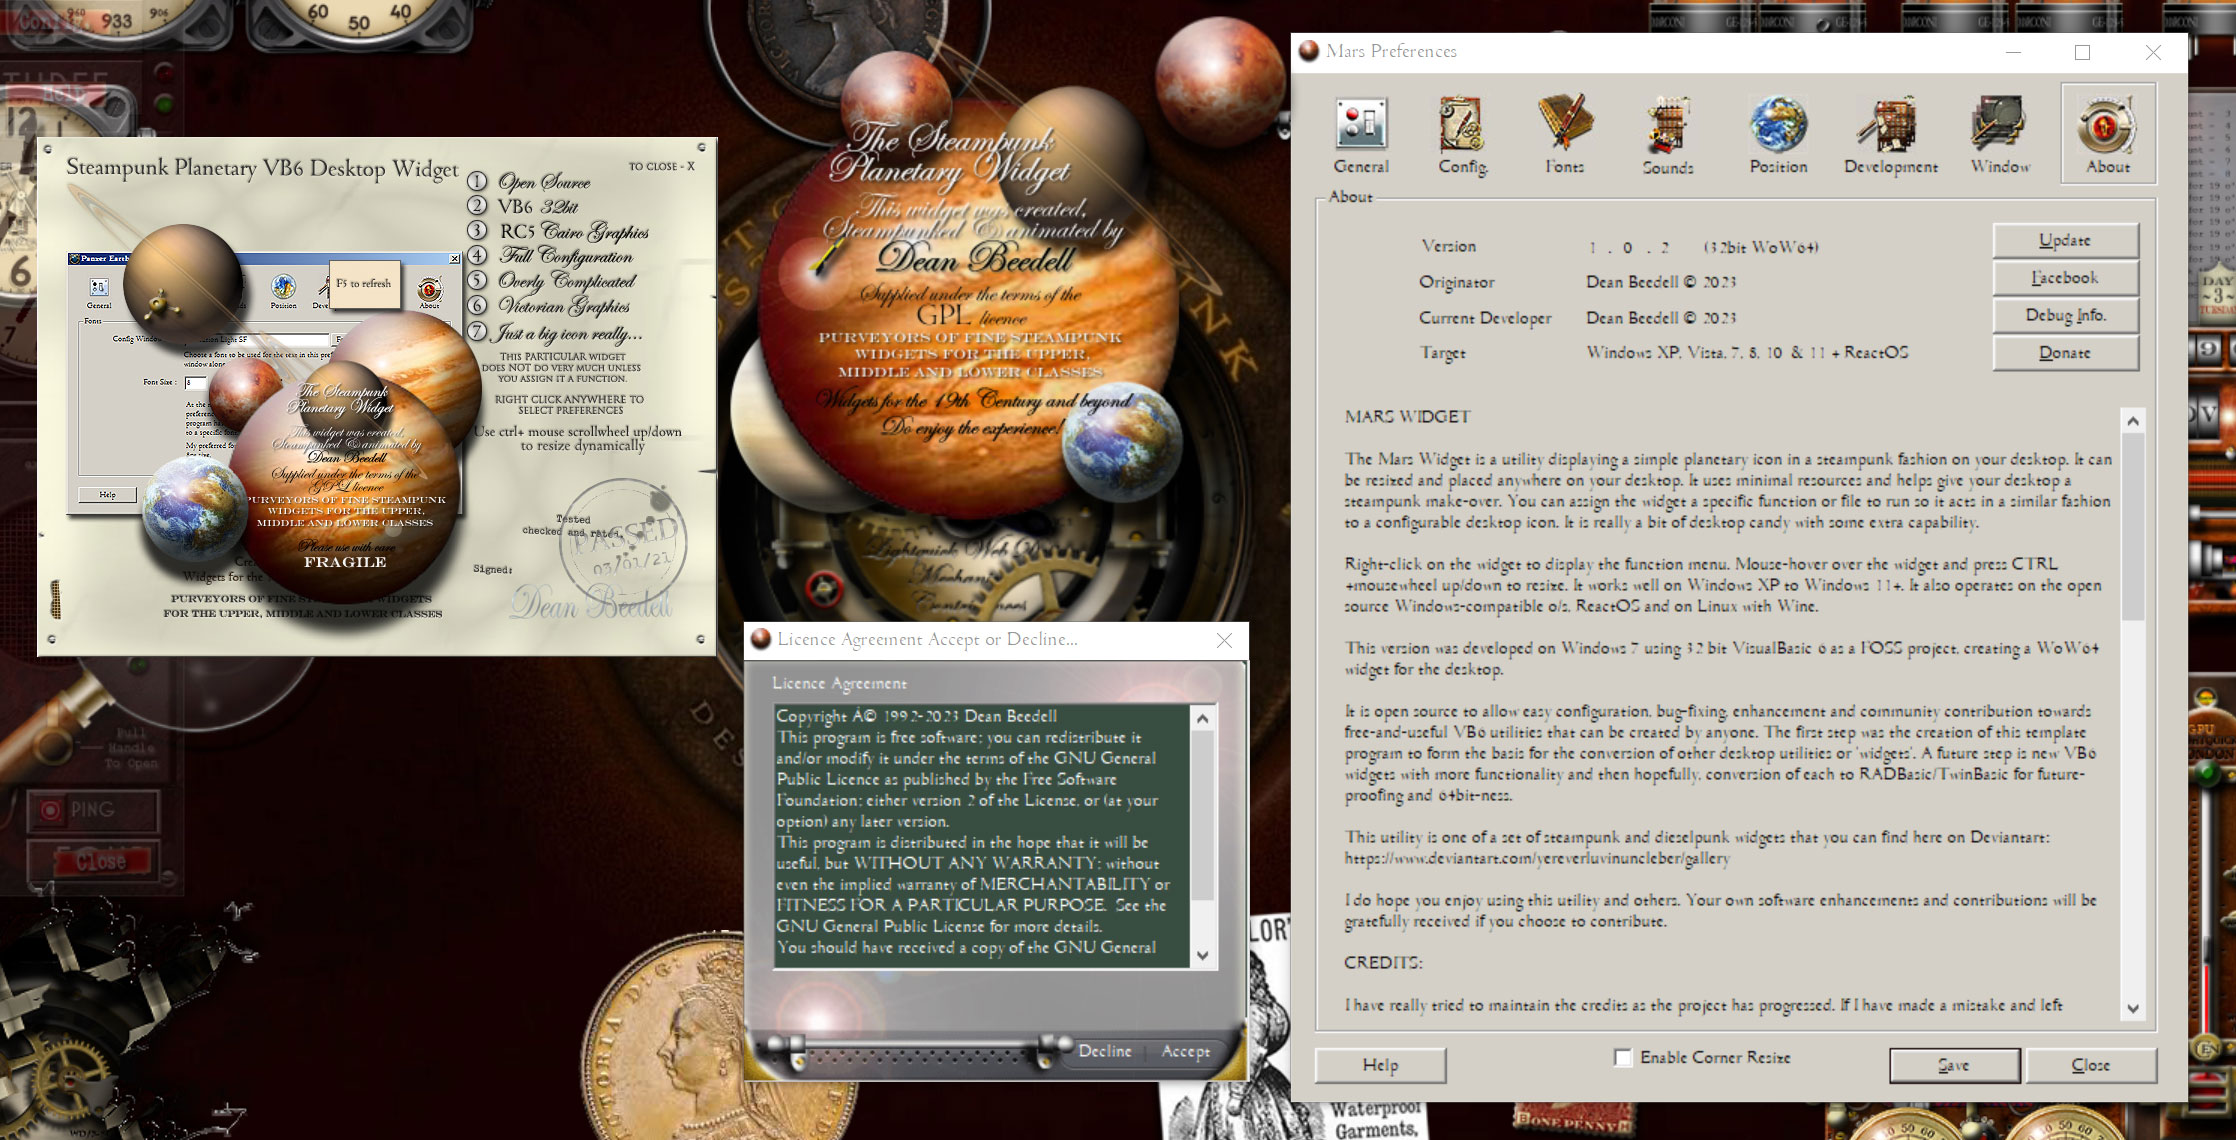 960 933 906
60 50 40
THREE
Help
12
6
7
Steampunk Planetary VB6 Desktop Widget
TO CLOSE - X
1 Open Source
2 VB6 32bit
3 RC5 Cairo Graphics
4 Full Configuration
5 Overly Complicated
6 Victorian Graphics
7 Just a big icon really...
THIS PARTICULAR WIDGET
DOES NOT DO VERY MUCH UNLESS
YOU ASSIGN IT A FUNCTION.
RIGHT CLICK ANYWHERE TO
SELECT PREFERENCES
Use ctrl+ mouse scrollwheel up/down
to resize dynamically
Panzer Earth
General
Position
About
F5 to refresh
Fonts
Font Size :
8
Help
The Steampunk
Planetary Widget
This widget was created,
Steampunked & animated by
Dean Beedell
Supplied under the terms of the
GPL licence
PURVEYORS OF FINE STEAMPUNK
WIDGETS FOR THE UPPER,
MIDDLE AND LOWER CLASSES
Please use with care
FRAGILE
Widgets for the
PURVEYORS OF FINE WIDGETS
FOR THE UPPER, MIDDLE AND LOWER CLASSES
Tested
checked and rated.
PASSED
03/01/21
Signed:
Dean Beedell
The Steampunk
Planetary Widget
This widget was created,
Steampunked & animated by
Dean Beedell
Supplied under the terms of the
GPL licence
PURVEYORS OF FINE STEAMPUNK
WIDGETS FOR THE UPPER,
MIDDLE AND LOWER CLASSES
Widgets for the 19th Century and beyond
Do enjoy the experience!
Pull
Handle
To Open
PING
Close
Licence Agreement Accept or Decline...
Licence Agreement
Copyright Â© 1992-2023 Dean Beedell
This program is free software; you can redistribute it
and/or modify it under the terms of the GNU General
Public Licence as published by the Free Software
Foundation; either version 2 of the License, or (at your
option) any later version.
This program is distributed in the hope that it will be
useful, but WITHOUT ANY WARRANTY; without
even the implied warranty of MERCHANTABILITY or
FITNESS FOR A PARTICULAR PURPOSE. See the
GNU General Public License for more details.
You should have received a copy of the GNU General
Decline
Accept
Mars Preferences
General
Config.
Fonts
Sounds
Position
Development
Window
About
About
Version 1 . 0 . 2 (32bit WoW64)
Originator Dean Beedell © 2023
Current Developer Dean Beedell © 2023
Target Windows XP, Vista, 7, 8, 10 & 11 + ReactOS
Update
Facebook
Debug Info.
Donate
MARS WIDGET
The Mars Widget is a utility displaying a simple planetary icon in a steampunk fashion on your desktop. It can
be resized and placed anywhere on your desktop. It uses minimal resources and helps give your desktop a
steampunk make-over. You can assign the widget a specific function or file to run so it acts in a similar fashion
to a configurable desktop icon. It is really a bit of desktop candy with some extra capability.
Right-click on the widget to display the function menu. Mouse-hover over the widget and press CTRL
+mousewheel up/down to resize. It works well on Windows XP to Windows 11+. It also operates on the open
source Windows-compatible o/s, ReactOS and on Linux with Wine.
This version was developed on Windows 7 using 32 bit VisualBasic 6 as a FOSS project, creating a WoW64
widget for the desktop.
It is open source to allow easy configuration, bug-fixing, enhancement and community contribution towards
free-and-useful VB6 utilities that can be created by anyone. The first step was the creation of this template
program to form the basis for the conversion of other desktop utilities or 'widgets'. A future step is new VB6
widgets with more functionality and then hopefully, conversion of each to RADBasic/TwinBasic for future-
proofing and 64bit-ness.
This utility is one of a set of steampunk and dieselpunk widgets that you can find here on Deviantart:
https://www.deviantart.com/yereverluvinuncleber/gallery
I do hope you enjoy using this utility and others. Your own software enhancements and contributions will be
gratefully received if you choose to contribute.
CREDITS:
I have really tried to maintain the credits as the project has progressed. If I have made a mistake and left
Help
Enable Corner Resize
Save
Close
DAY
~3~
VICTORIA D: G:
Waterproof
Garments,
BONE PENNY
GPU